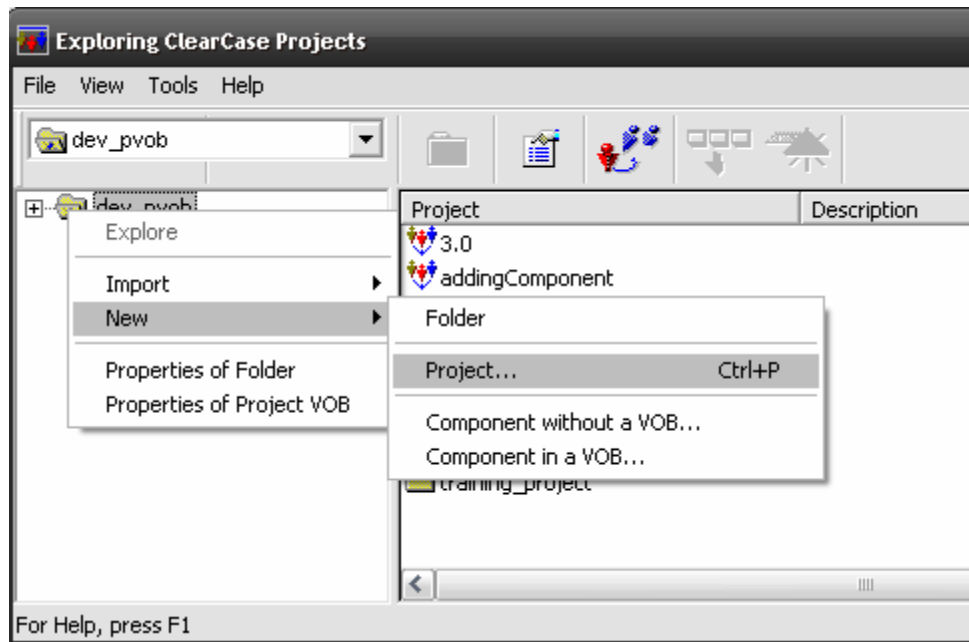 Exploring ClearCase Projects
File View Tools Help
dev_pvob
dev_pvob
Project Description
Explore
3.0
Import
addingComponent
New
Folder
Properties of Folder
Project... Ctrl+P
Properties of Project VOB
Component without a VOB...
Component in a VOB...
training_project
For Help, press F1